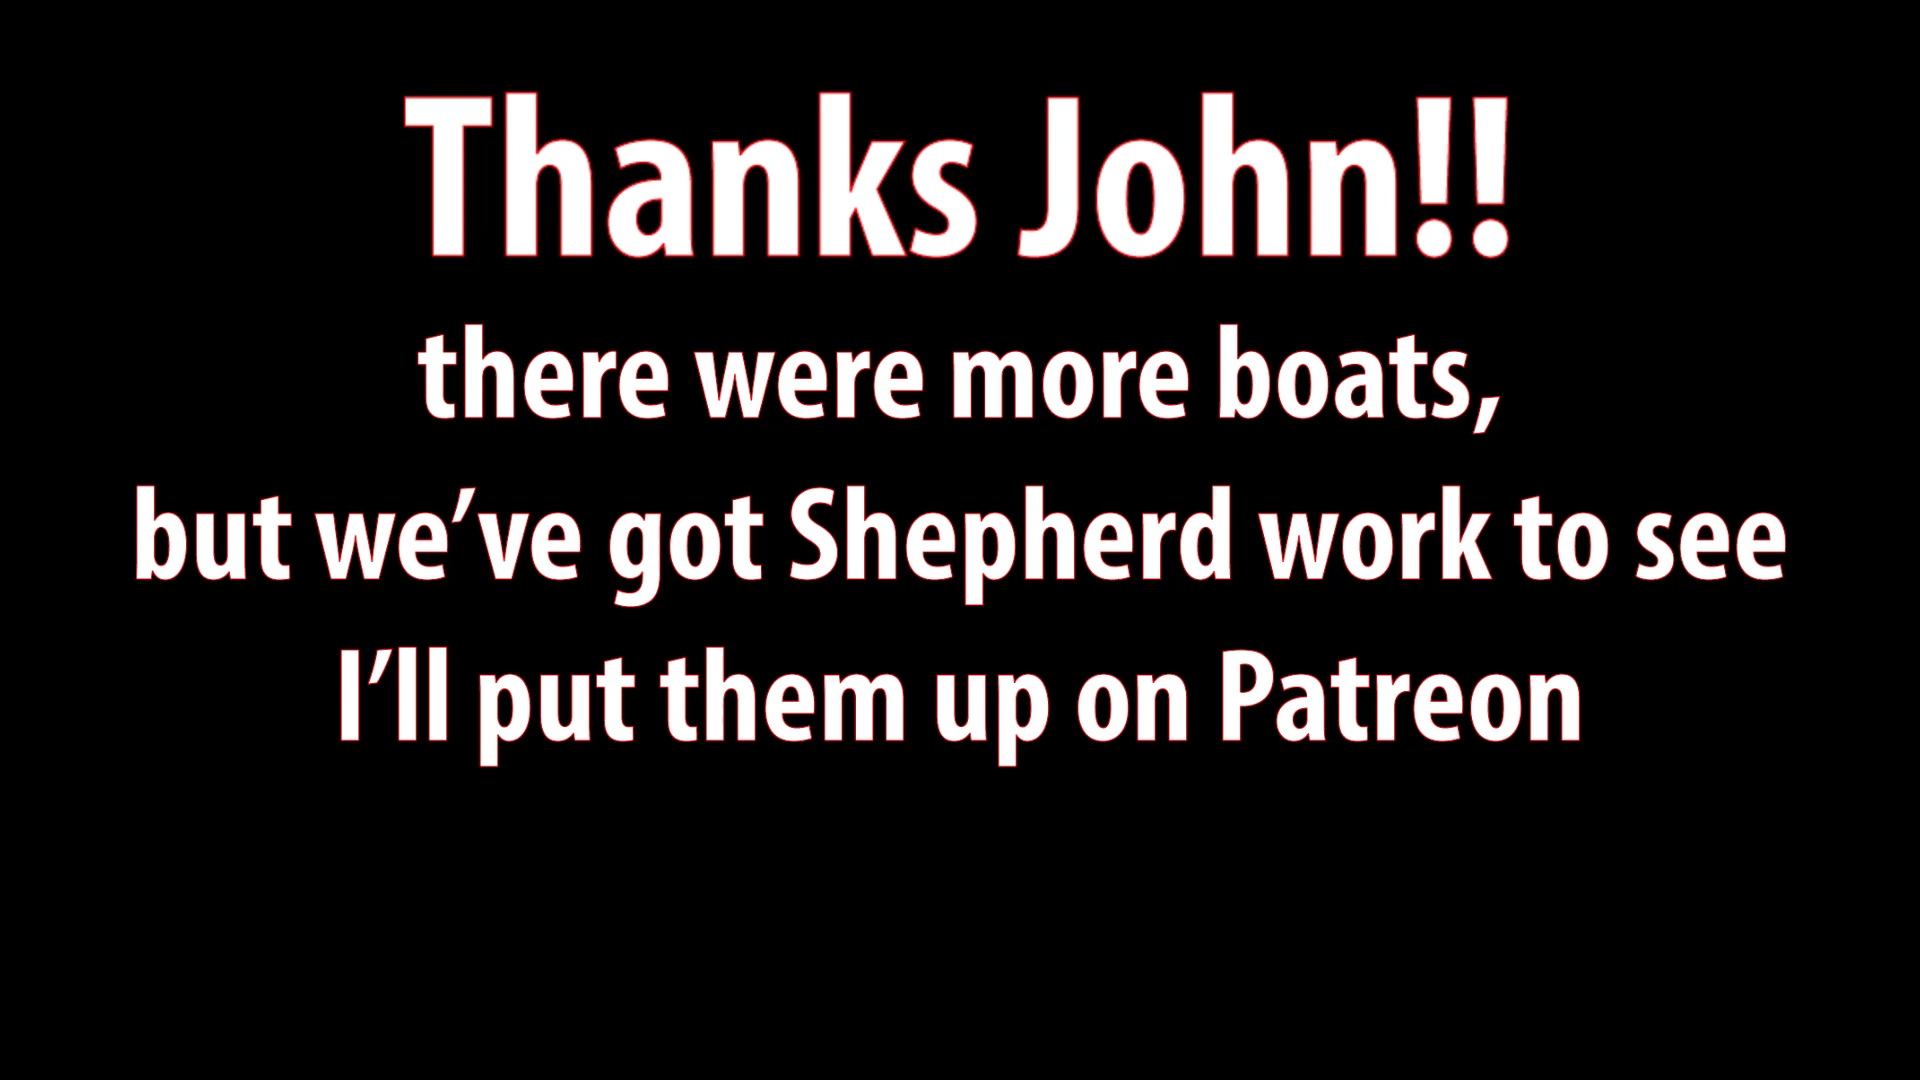 Thanks John!!
there were more boats,
but we’ve got Shepherd work to see
I’ll put them up on Patreon